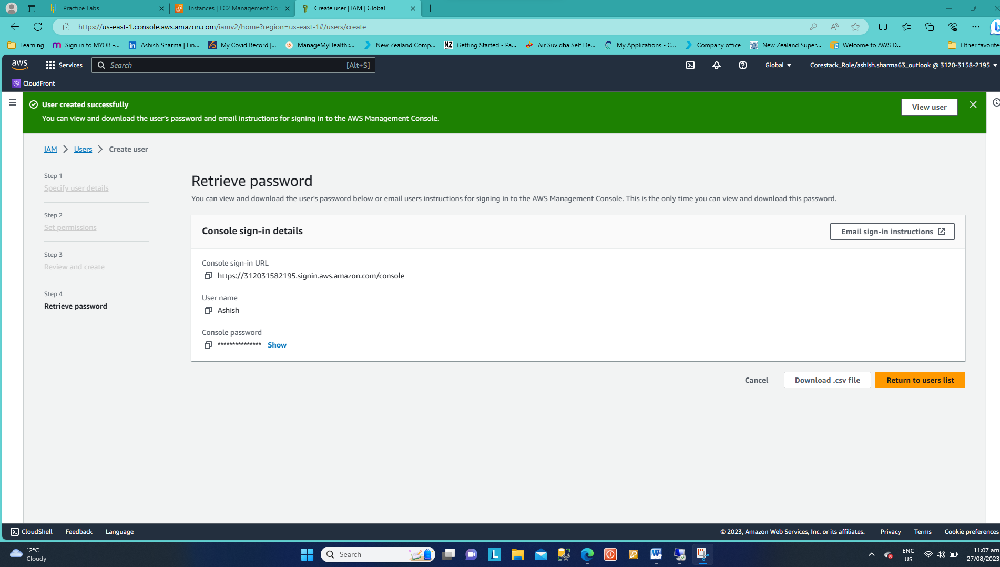 Practice Labs
Instances | EC2 Management Co
Create user | IAM | Global
https://us-east-1.console.aws.amazon.com/iamv2/home?region=us-east-1#/users/create
Learning
Sign in to MYOB -...
Ashish Sharma | Lin...
My Covid Record |...
ManageMyHealth:...
New Zealand Comp...
NZ
Getting Started - Pa...
Air Suvidha Self De...
My Applications - C...
Company office
New Zealand Super...
Welcome to AWS D...
Other favorites
aws
Services
Search
[Alt+S]
Global
Corestack_Role/ashish.sharma63_outlook @ 3120-3158-2195
CloudFront
User created successfully
You can view and download the user's password and email instructions for signing in to the AWS Management Console.
View user
IAM
Users
Create user
Step 1
Specify user details
Step 2
Set permissions
Step 3
Review and create
Step 4
Retrieve password
Retrieve password
You can view and download the user's password below or email users instructions for signing in to the AWS Management Console. This is the only time you can view and download this password.
Console sign-in details
Email sign-in instructions
Console sign-in URL
https://312031582195.signin.aws.amazon.com/console
User name
Ashish
Console password
***************
Show
Cancel
Download .csv file
Return to users list
CloudShell
Feedback
Language
© 2023, Amazon Web Services, Inc. or its affiliates.
Privacy
Terms
Cookie preferences
12°C
Cloudy
Search
ENG
US
11:07 am
27/08/2023